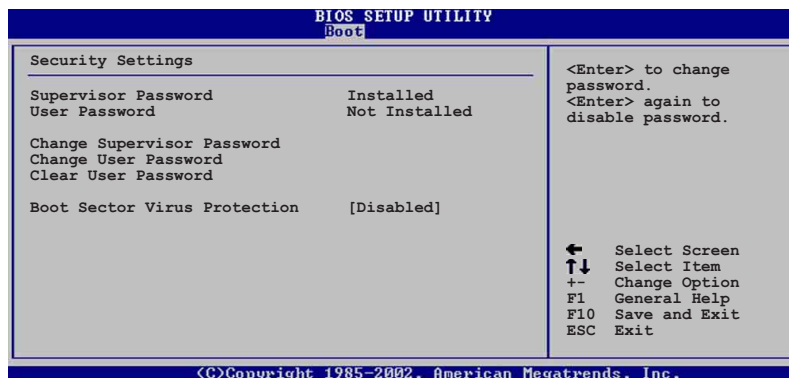 BIOS SETUP UTILITY
Boot
Security Settings
Supervisor Password Installed
User Password Not Installed
Change Supervisor Password
Change User Password
Clear User Password
Boot Sector Virus Protection [Disabled]
<Enter> to change
password.
<Enter> again to
disable password.
← Select Screen
↑↓ Select Item
+- Change Option
F1 General Help
F10 Save and Exit
ESC Exit
(C)Copyright 1985-2002, American Megatrends, Inc.